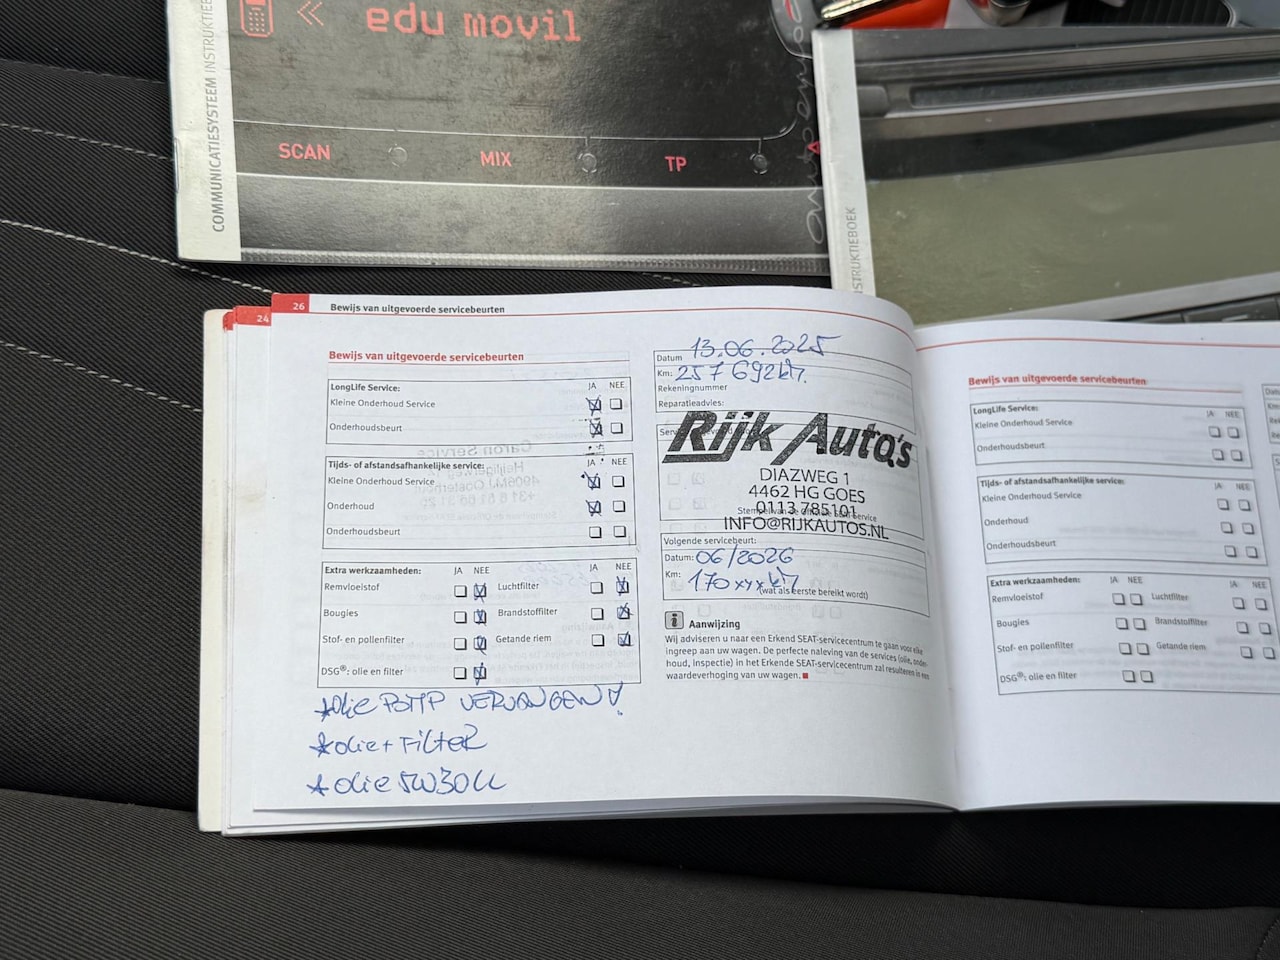 COMMUNICATIESYSTEEM INSTRUKTIEB
« edu movil
SCAN MIX TP
NSTRUKTIEBOEK
24
26 Bewijs van uitgevoerde servicebeurten
Bewijs van uitgevoerde servicebeurten
LongLife Service: JA NEE
Kleine Onderhoud Service
Onderhoudsbeurt
Tijds- of afstandsafhankelijke service: JA NEE
Kleine Onderhoud Service
Onderhoud
Onderhoudsbeurt
Extra werkzaamheden: JA NEE JA NEE
Remvloeistof Luchtfilter
Bougies Brandstoffilter
Stof- en pollenfilter Getande riem
DSG®: olie en filter
*olie POMP VERVANGEN!
*olie + FILTER
*olie 5W30LL
Datum 13.06.2025
Km: 257 692km.
Rekeningnummer
Reparatieadvies:
Rijk Auto's
DIAZWEG 1
4462 HG GOES
0113 785101
INFO@RIJKAUTOS.NL
Volgende servicebeurt:
Datum: 06/2026
Km: 170xxx km
(wat als eerste bereikt wordt)
Aanwijzing
Wij adviseren u naar een Erkend SEAT-servicecentrum te gaan voor elke
ingreep aan uw wagen. De perfecte naleving van de services (olie, onder-
houd, inspectie) in het Erkende SEAT-servicecentrum zal resulteren in een
waardeverhoging van uw wagen.
Bewijs van uitgevoerde servicebeurten
LongLife Service: JA NEE
Kleine Onderhoud Service
Onderhoudsbeurt
Tijds- of afstandsafhankelijke service: JA NEE
Kleine Onderhoud Service
Onderhoud
Onderhoudsbeurt
Extra werkzaamheden: JA NEE JA NEE
Remvloeistof Luchtfilter
Bougies Brandstoffilter
Stof- en pollenfilter Getande riem
DSG®: olie en filter